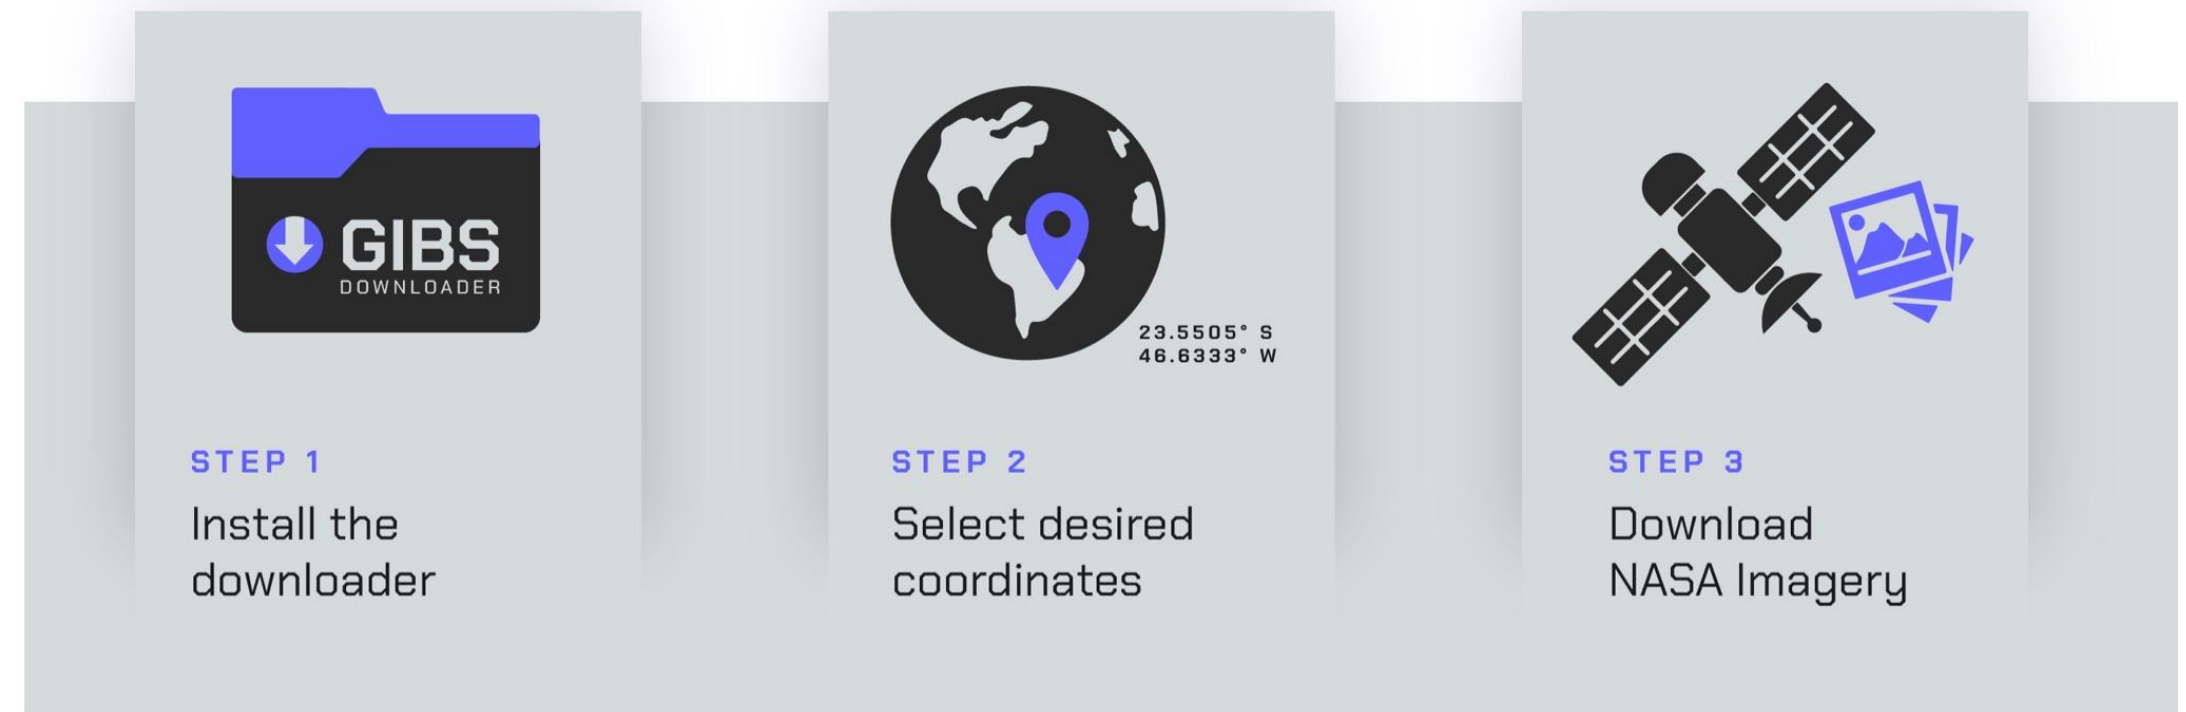 GIBS
DOWNLOADER
STEP 1
Install the
downloader
23.5505° S
46.6333° W
STEP 2
Select desired
coordinates
STEP 3
Download
NASA Imagery